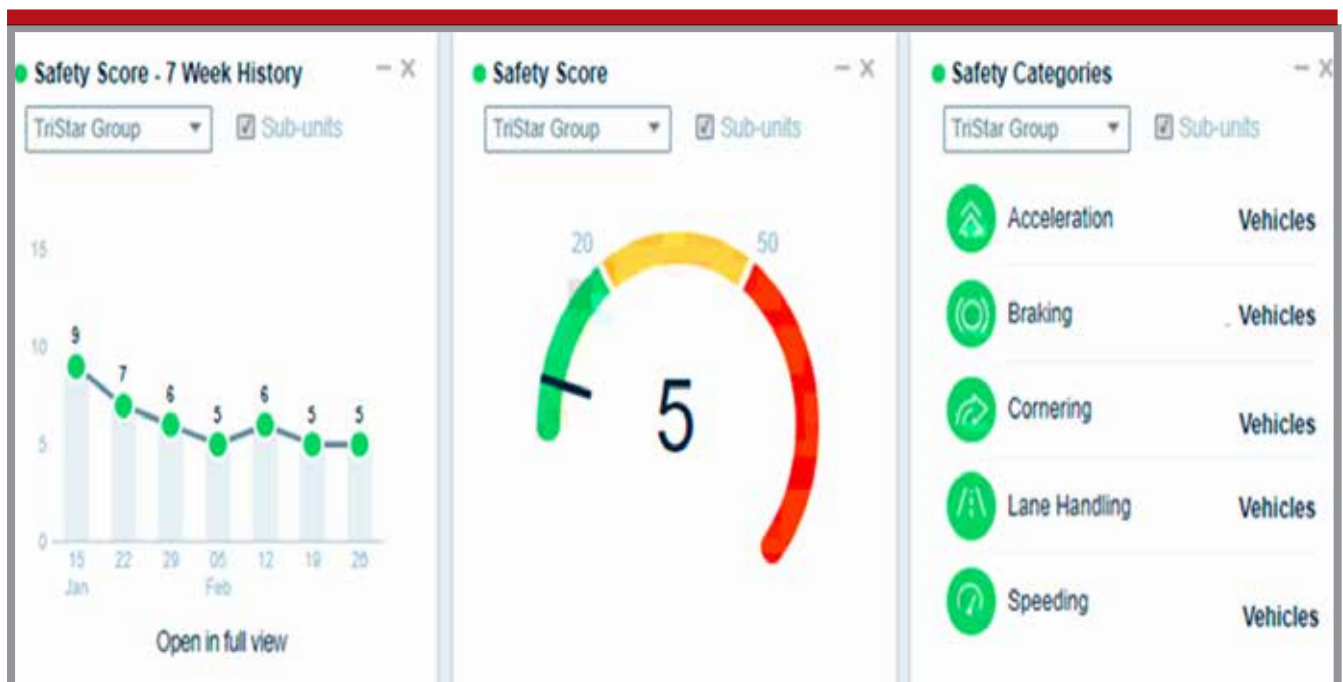 Safety Score - 7 Week History
TriStar Group
Sub-units
15
10
5
0
9
7
6
5
6
5
5
15
22
29
05
12
19
26
Jan
Feb
Open in full view
Safety Score
TriStar Group
Sub-units
20
50
5
Safety Categories
TriStar Group
Sub-units
Acceleration Vehicles
Braking Vehicles
Cornering Vehicles
Lane Handling Vehicles
Speeding Vehicles